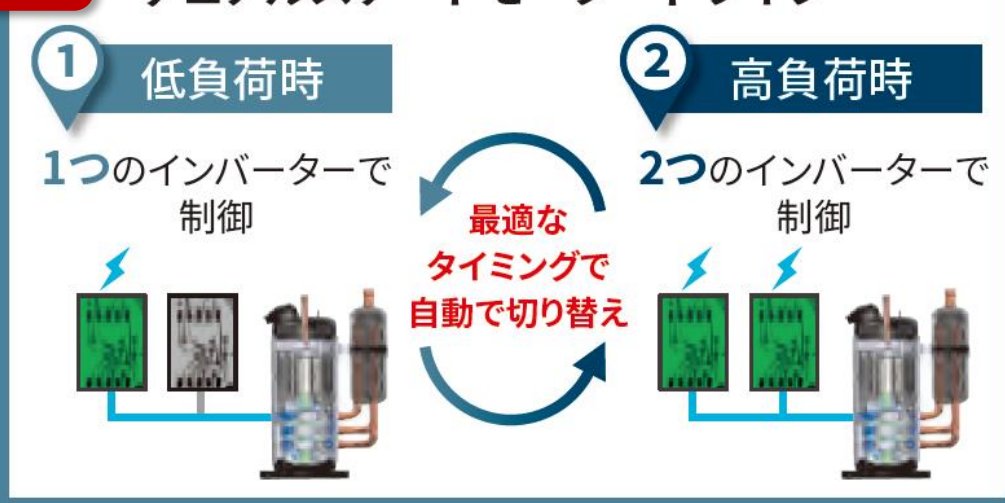 ①低負荷時
1つのインバーターで
制御
最適な
タイミングで
自動で切り替え
②高負荷時
2つのインバーターで
制御